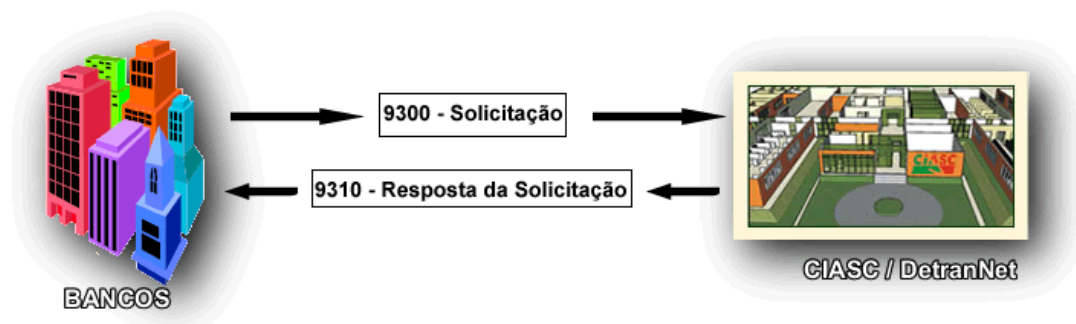 9300 - Solicitação
9310 - Resposta da Solicitação
CIASC
BANCOS
CIASC / DetranNet